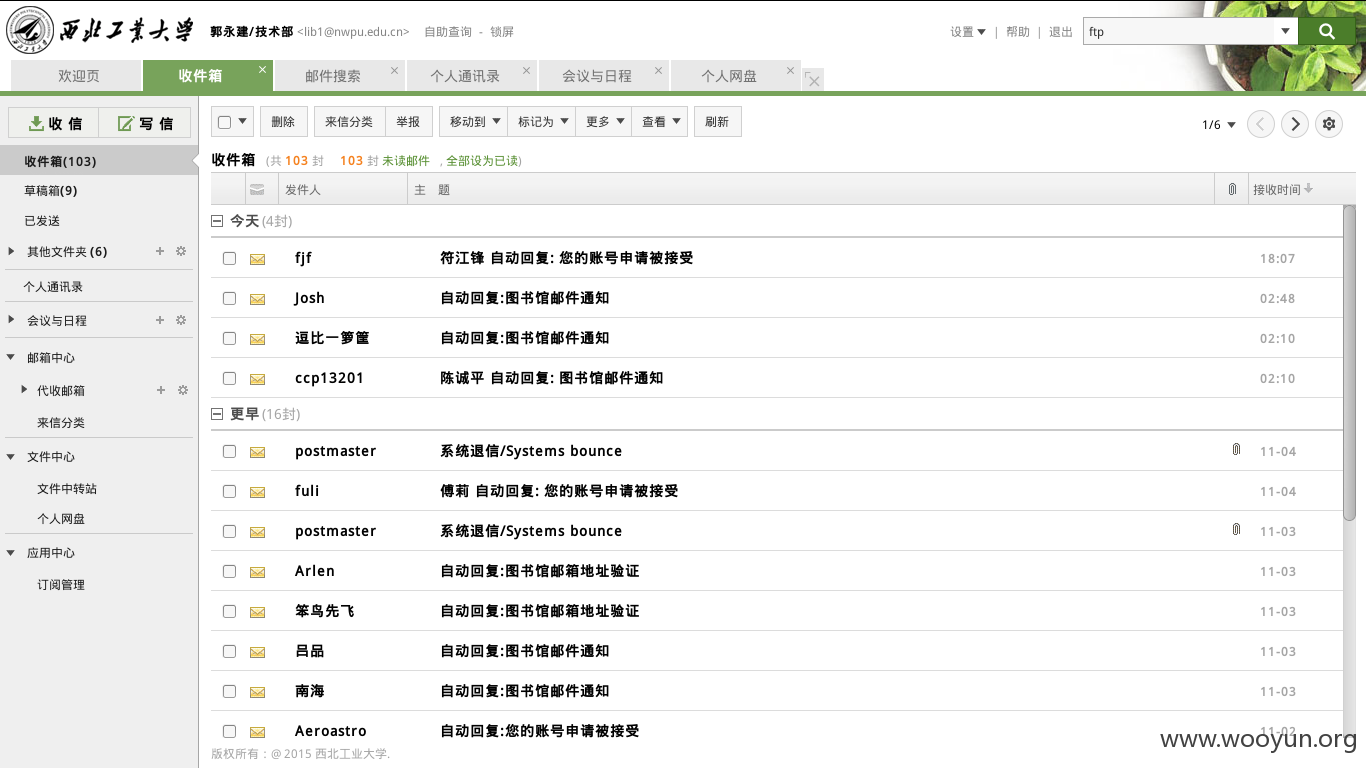 西北工业大学
郭永建/技术部 <lib1@nwpu.edu.cn> 自助查询 - 锁屏
设置 | 帮助 | 退出
ftp
欢迎页 收件箱 邮件搜索 个人通讯录 会议与日程 个人网盘
收信 写信
收件箱(103)
草稿箱(9)
已发送
其他文件夹 (6)
个人通讯录
会议与日程
邮箱中心
代收邮箱
来信分类
文件中心
文件中转站
个人网盘
应用中心
订阅管理
删除 来信分类 举报 移动到 标记为 更多 查看 刷新
1/6
收件箱 (共 103 封 103 封 未读邮件 , 全部设为已读)
发件人 主 题 接收时间
今天 (4封)
fjf 符江锋 自动回复: 您的账号申请被接受 18:07
Josh 自动回复:图书馆邮件通知 02:48
逗比一箩筐 自动回复:图书馆邮件通知 02:10
ccp13201 陈诚平 自动回复: 图书馆邮件通知 02:10
更早 (16封)
postmaster 系统退信/Systems bounce 11-04
fuli 傅莉 自动回复: 您的账号申请被接受 11-04
postmaster 系统退信/Systems bounce 11-03
Arlen 自动回复:图书馆邮箱地址验证 11-03
笨鸟先飞 自动回复:图书馆邮箱地址验证 11-03
吕品 自动回复:图书馆邮件通知 11-03
南海 自动回复:图书馆邮件通知 11-03
Aeroastro 自动回复:您的账号申请被接受 11-02
版权所有：@ 2015 西北工业大学.
www.wooyun.org